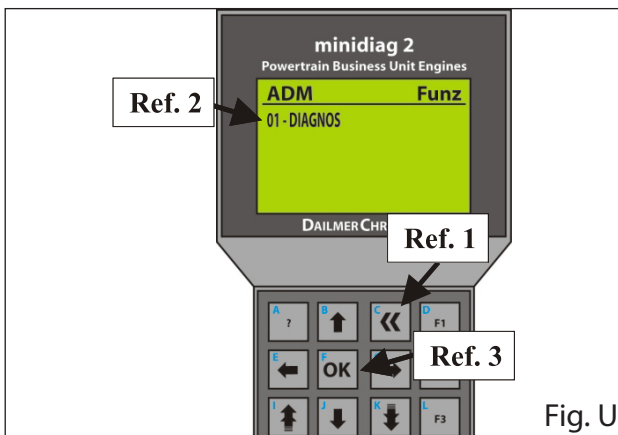 minidiag 2
Powertrain Business Unit Engines
ADM Funz
Ref. 2
01 - DIAGNOS
DAILMERCHR
Ref. 1
A ?
B
C
D F1
E
F OK
Ref. 3
I
J
K
L F3
Fig. U